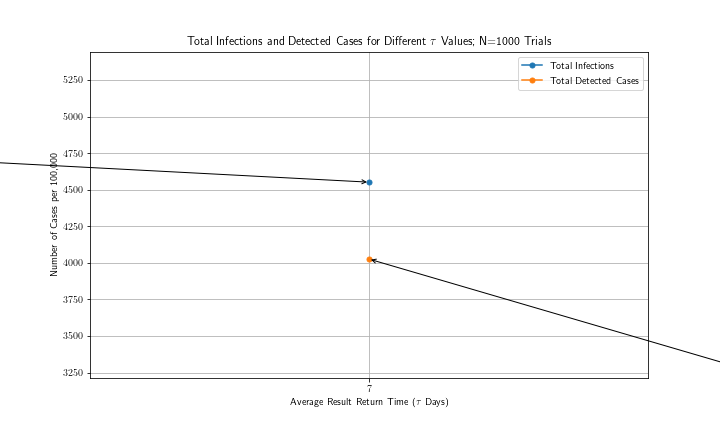 Total Infections and Detected Cases for Different τ Values; N=1000 Trials
Total Infections
Total Detected Cases
Number of Cases per 100,000
5250
5000
4750
4500
4250
4000
3750
3500
3250
7
Average Result Return Time (τ Days)